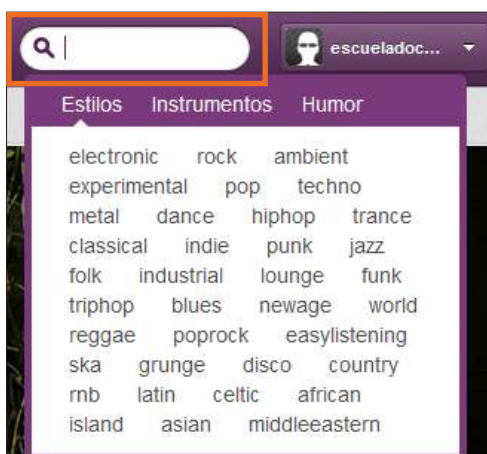 escueladoc...
Estilos Instrumentos Humor
electronic rock ambient
experimental pop techno
metal dance hiphop trance
classical indie punk jazz
folk industrial lounge funk
triphop blues newage world
reggae poprock easylistening
ska grunge disco country
rnb latin celtic african
island asian middleeastern